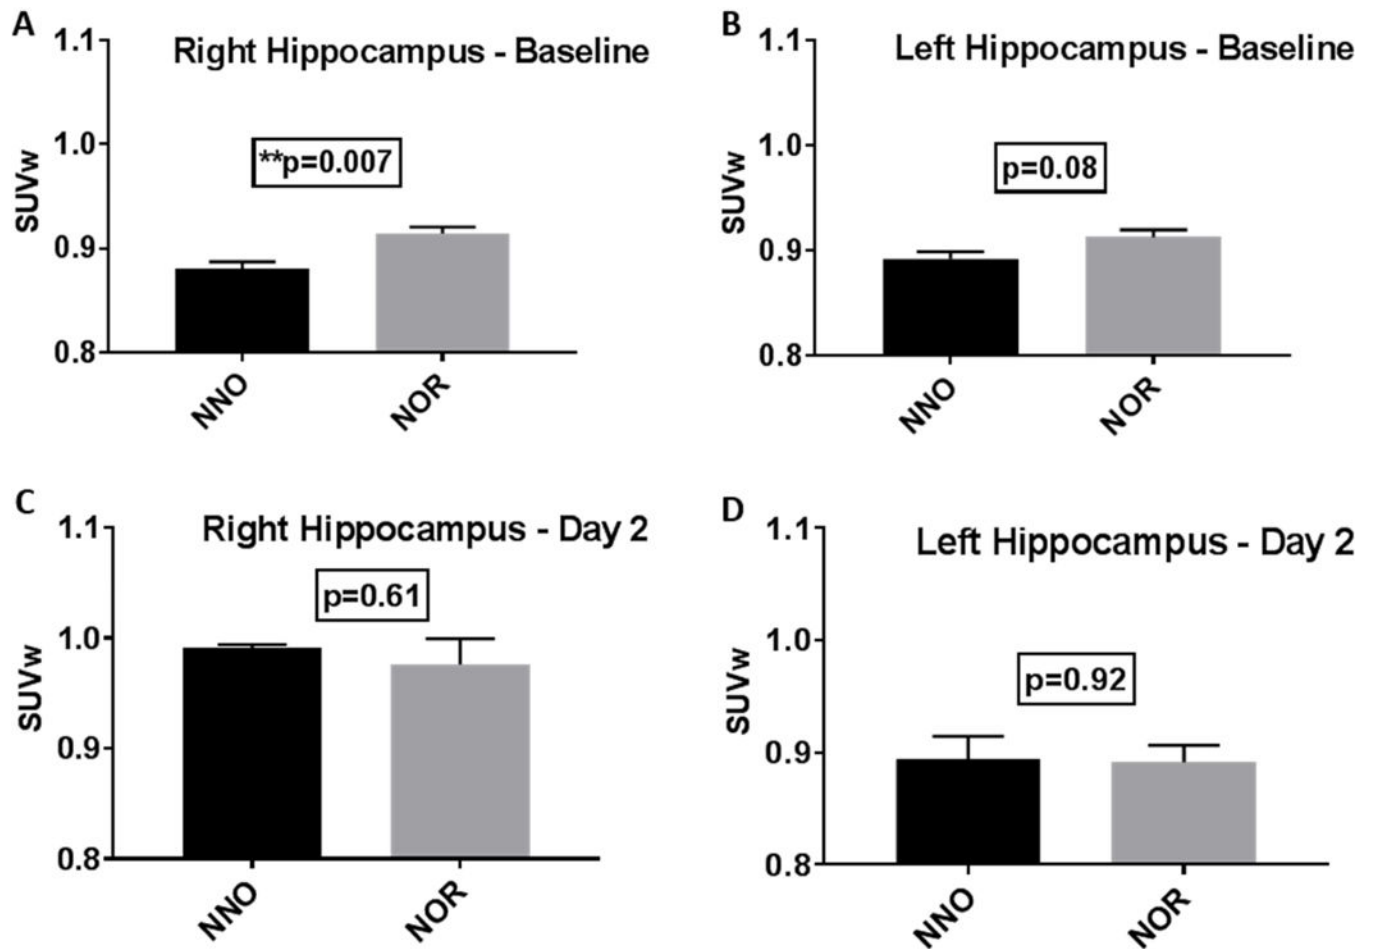 A
Right Hippocampus - Baseline
1.1
1.0
0.9
0.8
SUVw
**p=0.007
NNO
NOR
B
Left Hippocampus - Baseline
1.1
1.0
0.9
0.8
SUVw
p=0.08
NNO
NOR
C
Right Hippocampus - Day 2
1.1
1.0
0.9
0.8
SUVw
p=0.61
NNO
NOR
D
Left Hippocampus - Day 2
1.1
1.0
0.9
0.8
SUVw
p=0.92
NNO
NOR